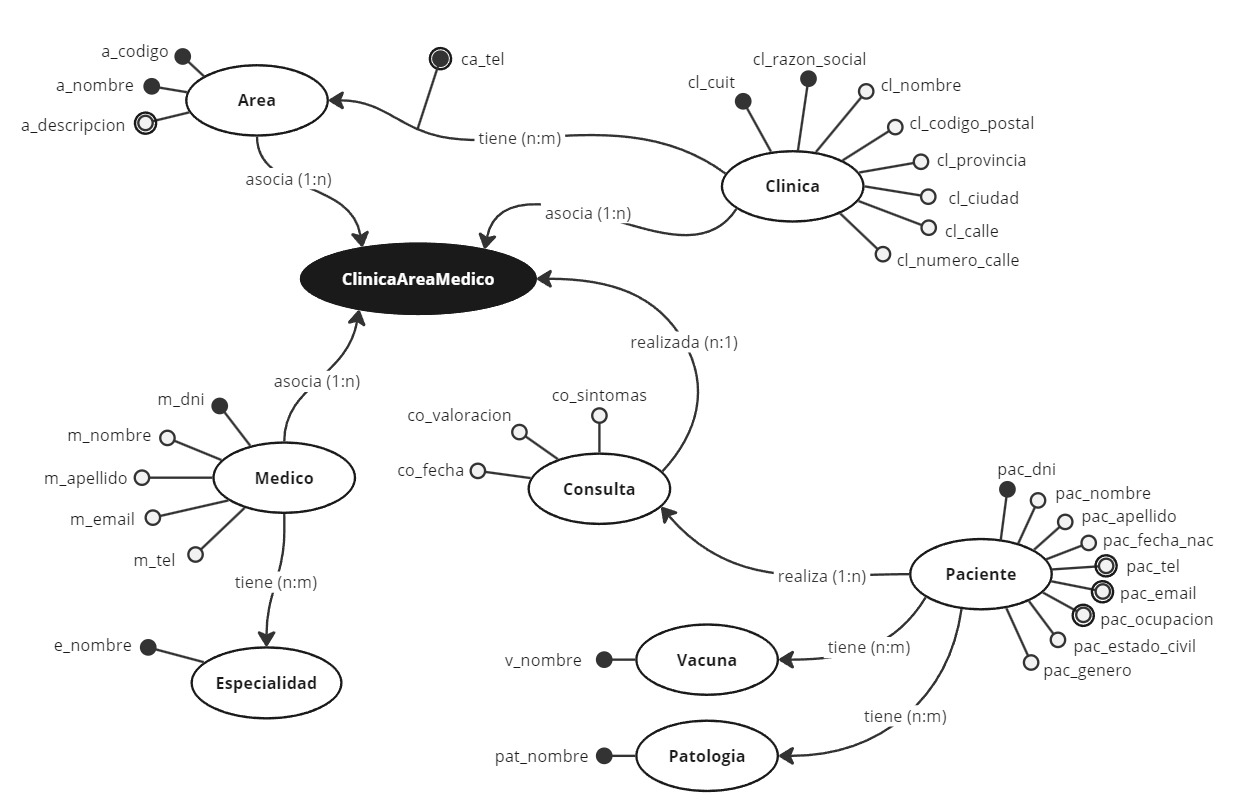 a_codigo
a_nombre
a_descripcion
Area
ca_tel
tiene (n:m)
cl_cuit
cl_razon_social
cl_nombre
cl_codigo_postal
cl_provincia
cl_ciudad
cl_calle
cl_numero_calle
Clinica
asocia (1:n)
asocia (1:n)
ClinicaAreaMedico
realizada (n:1)
asocia (1:n)
m_dni
m_nombre
m_apellido
m_email
m_tel
Medico
tiene (n:m)
e_nombre
Especialidad
co_sintomas
co_valoracion
co_fecha
Consulta
realiza (1:n)
pac_dni
pac_nombre
pac_apellido
pac_fecha_nac
pac_tel
pac_email
pac_ocupacion
pac_estado_civil
pac_genero
Paciente
tiene (n:m)
v_nombre
Vacuna
tiene (n:m)
pat_nombre
Patologia